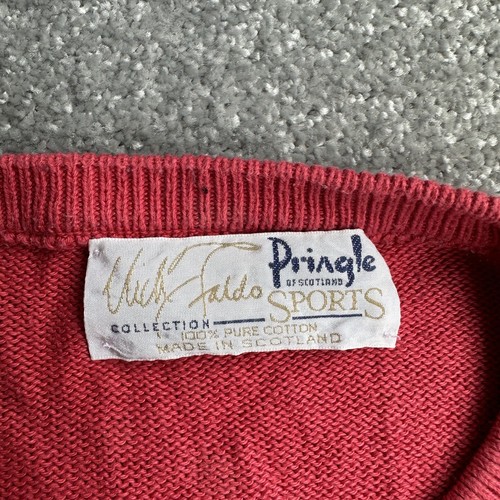 Nick Faldo
COLLECTION
Pringle
OF SCOTLAND
SPORTS
100% PURE COTTON
MADE IN SCOTLAND